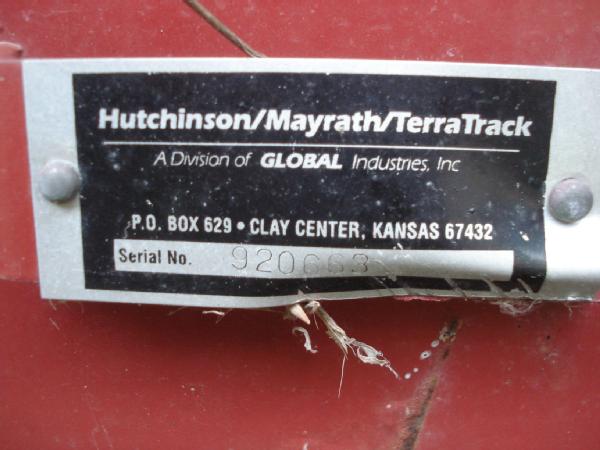 Hutchinson/Mayrath/TerraTrack
A Division of GLOBAL Industries, Inc
P.O. BOX 629 • CLAY CENTER, KANSAS 67432
Serial No. 920663